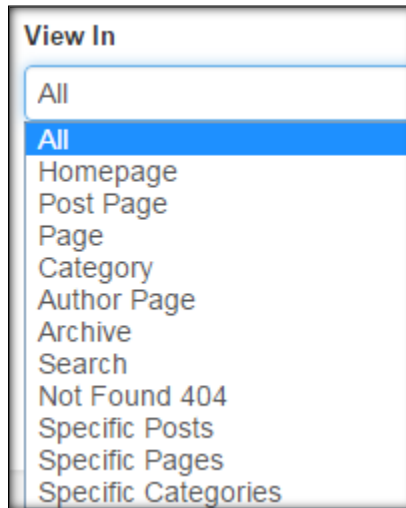 View In
All
All
Homepage
Post Page
Page
Category
Author Page
Archive
Search
Not Found 404
Specific Posts
Specific Pages
Specific Categories